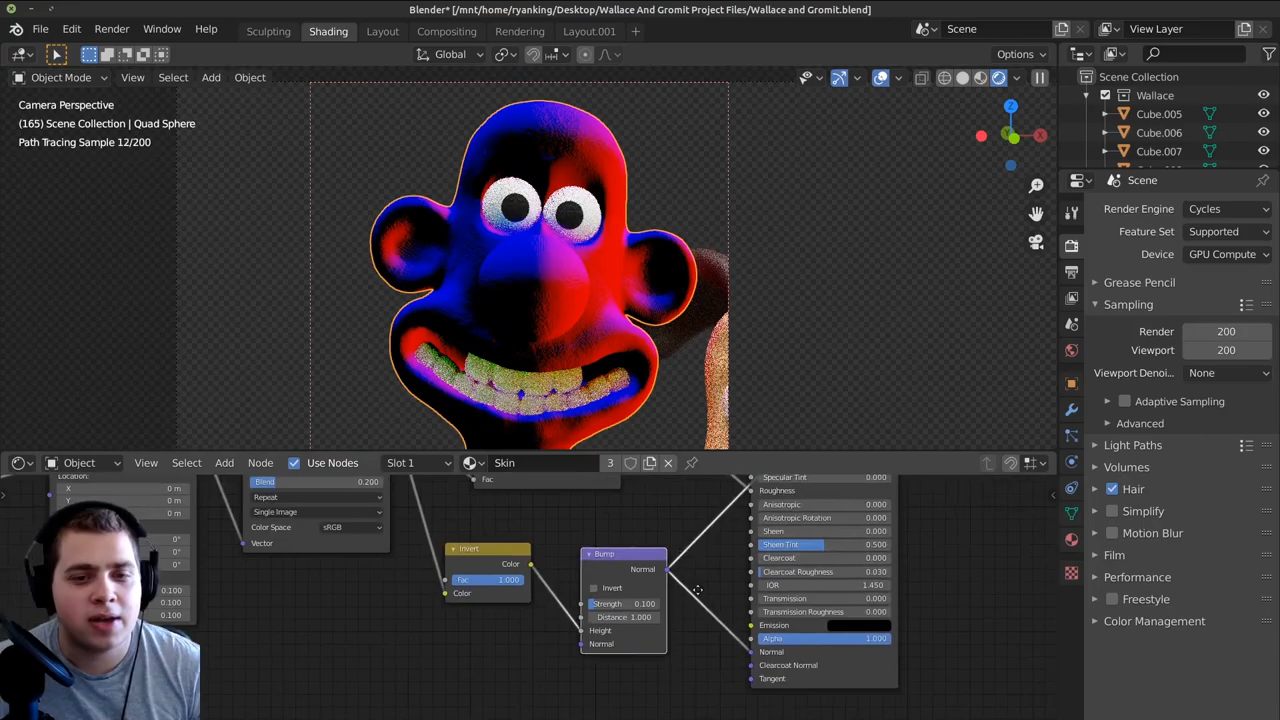 Blender* [/mnt/home/ryanking/Desktop/Wallace And Gromit Project Files/Wallace and Gromit.blend]
File Edit Render Window Help Sculpting Shading Layout Compositing Rendering Layout.001 + Scene View Layer
Global Options
Object Mode View Select Add Object
Camera Perspective
(165) Scene Collection | Quad Sphere
Path Tracing Sample 12/200
Z
X
Scene Collection
Wallace
Cube.005
Cube.006
Cube.007
Scene
Render Engine Cycles
Feature Set Supported
Device GPU Compute
Grease Pencil
Sampling
Render 200
Viewport 200
Viewport Denoi... None
Adaptive Sampling
Advanced
Light Paths
Volumes
Hair
Simplify
Motion Blur
Film
Performance
Freestyle
Color Management
Object View Select Add Node Use Nodes Slot 1 Skin 3
Location:
X 0 m
Y 0 m
Z 0 m
0°
0°
0°
0.100
0.100
0.100
Blend 0.200
Repeat
Single Image
Color Space sRGB
Vector
Fac
Invert
Color
Fac 1.000
Color
Bump
Normal
Invert
Strength 0.100
Distance 1.000
Height
Normal
Specular Tint 0.000
Roughness
Anisotropic 0.000
Anisotropic Rotation 0.000
Sheen 0.000
Sheen Tint 0.500
Clearcoat 0.000
Clearcoat Roughness 0.030
IOR 1.450
Transmission 0.000
Transmission Roughness 0.000
Emission
Alpha 1.000
Normal
Clearcoat Normal
Tangent